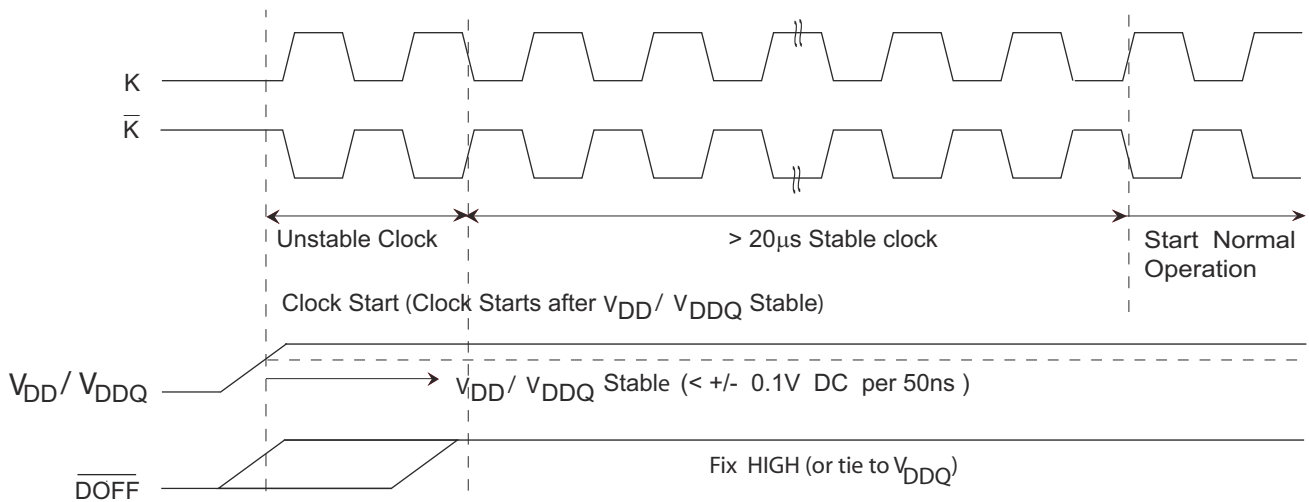 K
K̅
Unstable Clock
> 20μs Stable clock
Start Normal
Operation
Clock Start (Clock Starts after VDD / VDDQ Stable)
VDD / VDDQ
VDD / VDDQ Stable (< +/- 0.1V DC per 50ns )
Fix HIGH (or tie to VDDQ)
D̅O̅F̅F̅